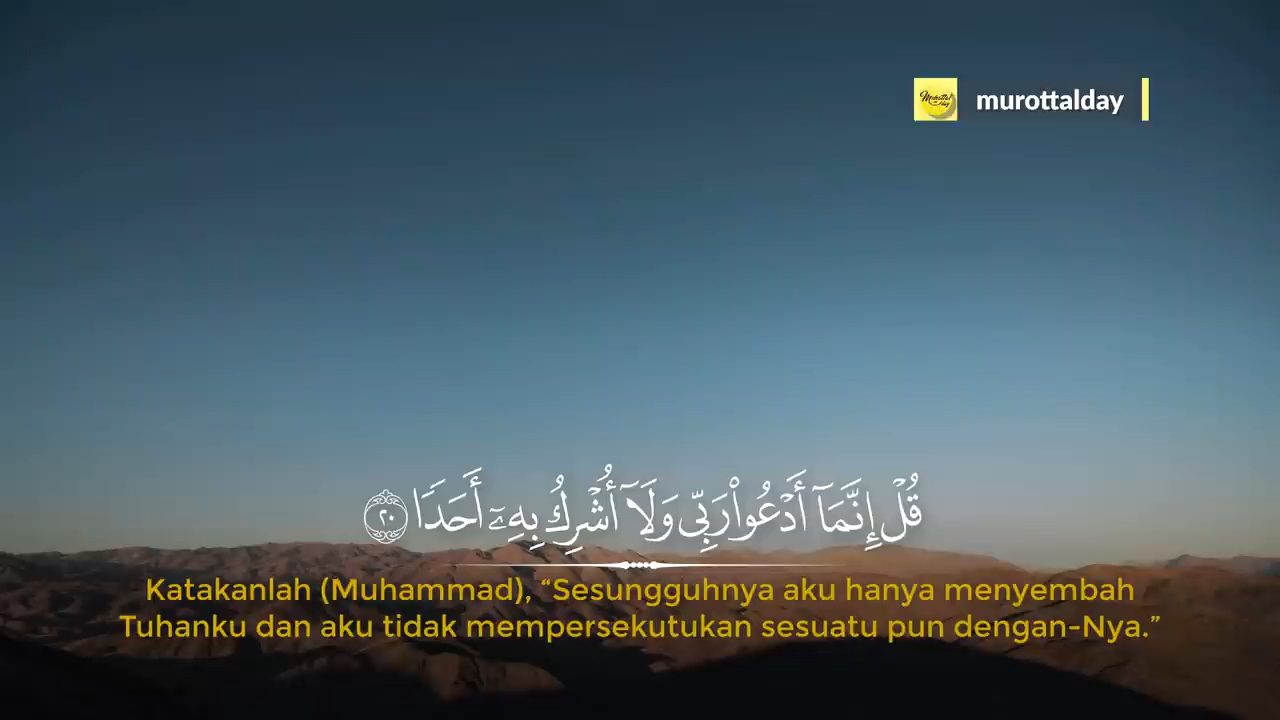 murottalday
قُلْ إِنَّمَآ أَدْعُوا۟ رَبِّى وَلَآ أُشْرِكُ بِهِۦٓ أَحَدًا ٢٠
Katakanlah (Muhammad), “Sesungguhnya aku hanya menyembah
Tuhanku dan aku tidak mempersekutukan sesuatu pun dengan-Nya.”